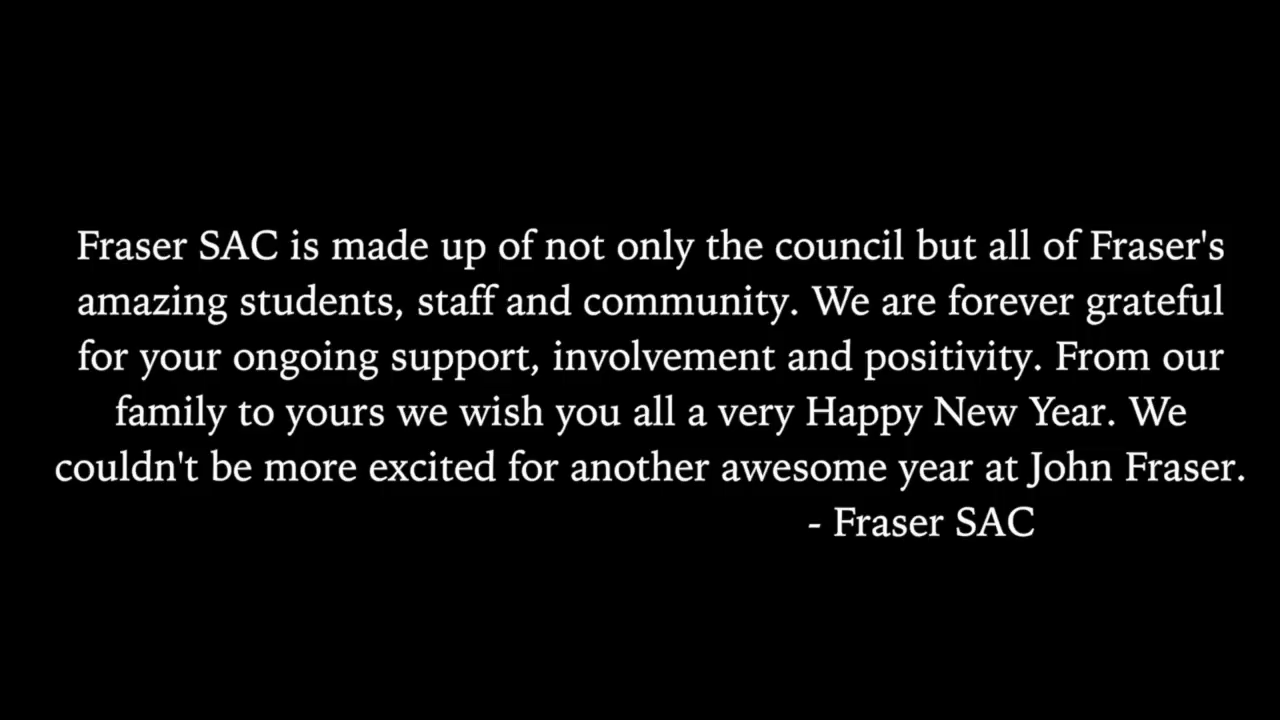 Fraser SAC is made up of not only the council but all of Fraser's
amazing students, staff and community. We are forever grateful
for your ongoing support, involvement and positivity. From our
family to yours we wish you all a very Happy New Year. We
couldn't be more excited for another awesome year at John Fraser.
- Fraser SAC